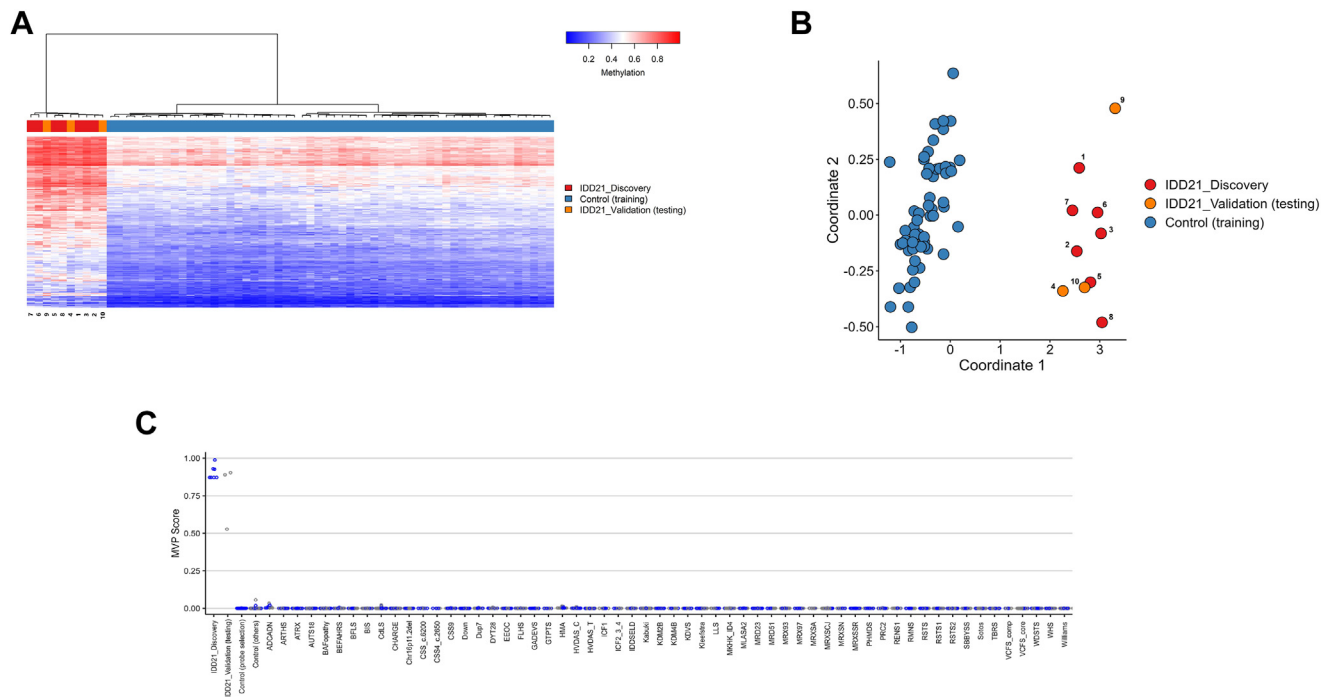 A
0.2 0.4 0.6 0.8
Methylation
IDD21_Discovery
Control (training)
IDD21_Validation (testing)
7 6 9 5 8 4 1 3 2 10
B
Coordinate 2
0.50
0.25
0.00
-0.25
-0.50
9
1
7
6
3
2
5
10
4
8
-1 0 1 2 3
Coordinate 1
IDD21_Discovery
IDD21_Validation (testing)
Control (training)
C
MVP Score
1.00
0.75
0.50
0.25
0.00
IDD21_Discovery
IDD21_Validation (testing)
Control (probe selection)
Control (others)
ADCADN
ARTHS
ATRX
AUTS18
BAFopathy
BEFAHRS
BFLS
BIS
CdLS
CHARGE
Chr16p11.2del
CSS_c.6200
CSS4_c.2650
CSS9
Down
Dup7
DYT28
EEOC
FLHS
GADEVS
GTPTS
HMA
HVDAS_C
HVDAS_T
ICF1
ICF2_3_4
IDDSELD
Kabuki
KDM2B
KDM4B
KDVS
Kleefstra
LLS
MKHK_ID4
MLASA2
MRD23
MRD51
MRX93
MRX97
MRXSA
MRXSCJ
MRXSN
MRXSSR
PHMDS
PRC2
RENS1
RMNS
RSTS
RSTS1
RSTS2
SBBYSS
Sotos
TBRS
VCFS_comp
VCFS_core
WDSTS
WHS
Williams